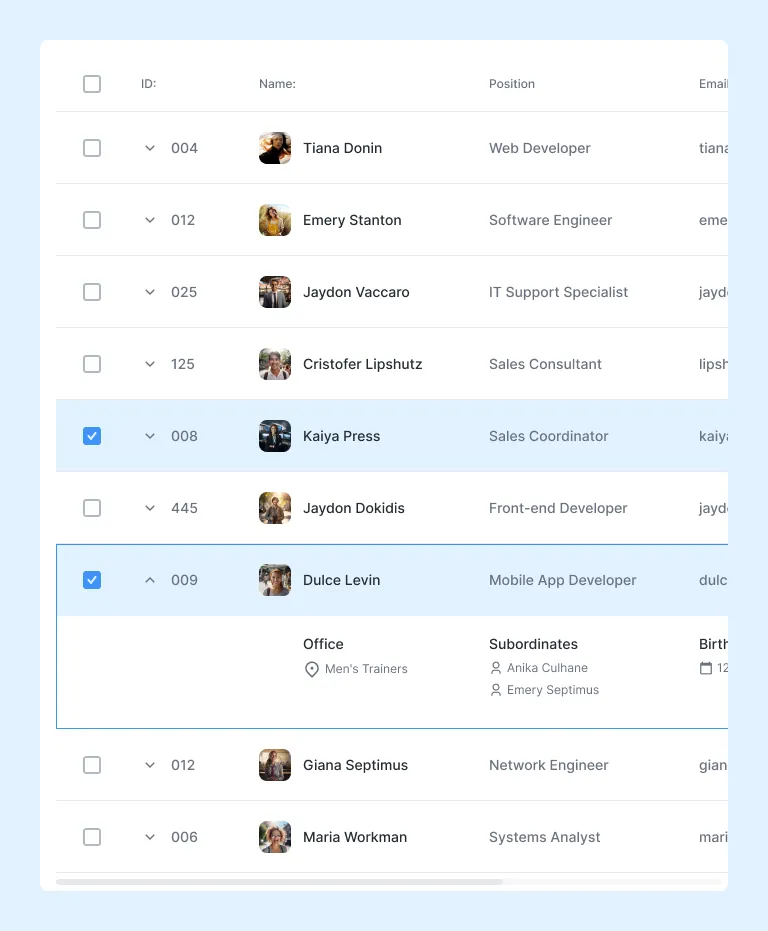 ID: Name: Position Email
004 Tiana Donin Web Developer tiana
012 Emery Stanton Software Engineer eme
025 Jaydon Vaccaro IT Support Specialist jayd
125 Cristofer Lipshutz Sales Consultant lipsh
008 Kaiya Press Sales Coordinator kaiya
445 Jaydon Dokidis Front-end Developer jayd
009 Dulce Levin Mobile App Developer dulc
Office Subordinates Birth
Men's Trainers Anika Culhane 12
Emery Septimus
012 Giana Septimus Network Engineer gian
006 Maria Workman Systems Analyst mari